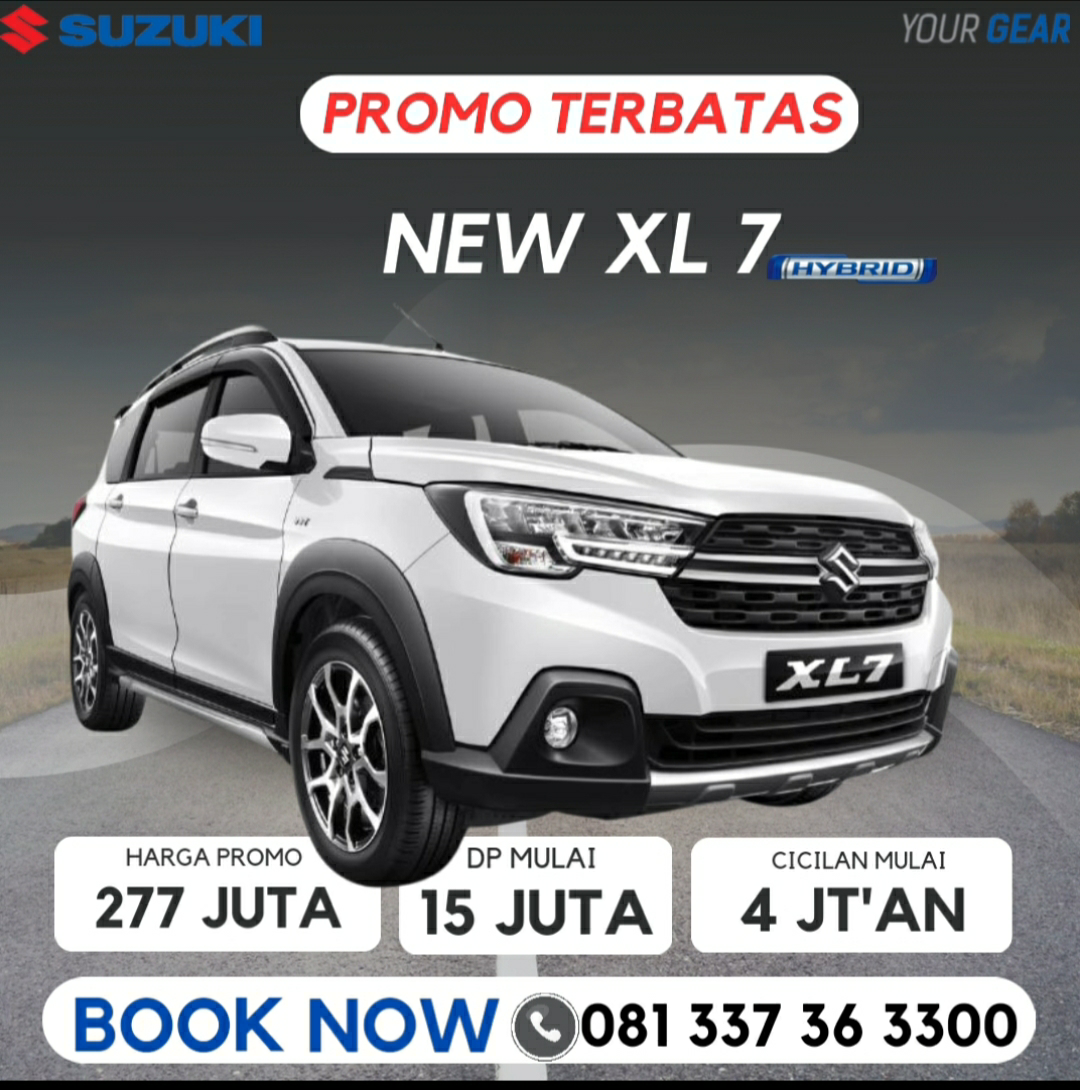 SUZUKI
YOUR GEAR
PROMO TERBATAS
NEW XL 7
HYBRID
XL7
HARGA PROMO
277 JUTA
DP MULAI
15 JUTA
CICILAN MULAI
4 JT'AN
BOOK NOW 081 337 36 3300